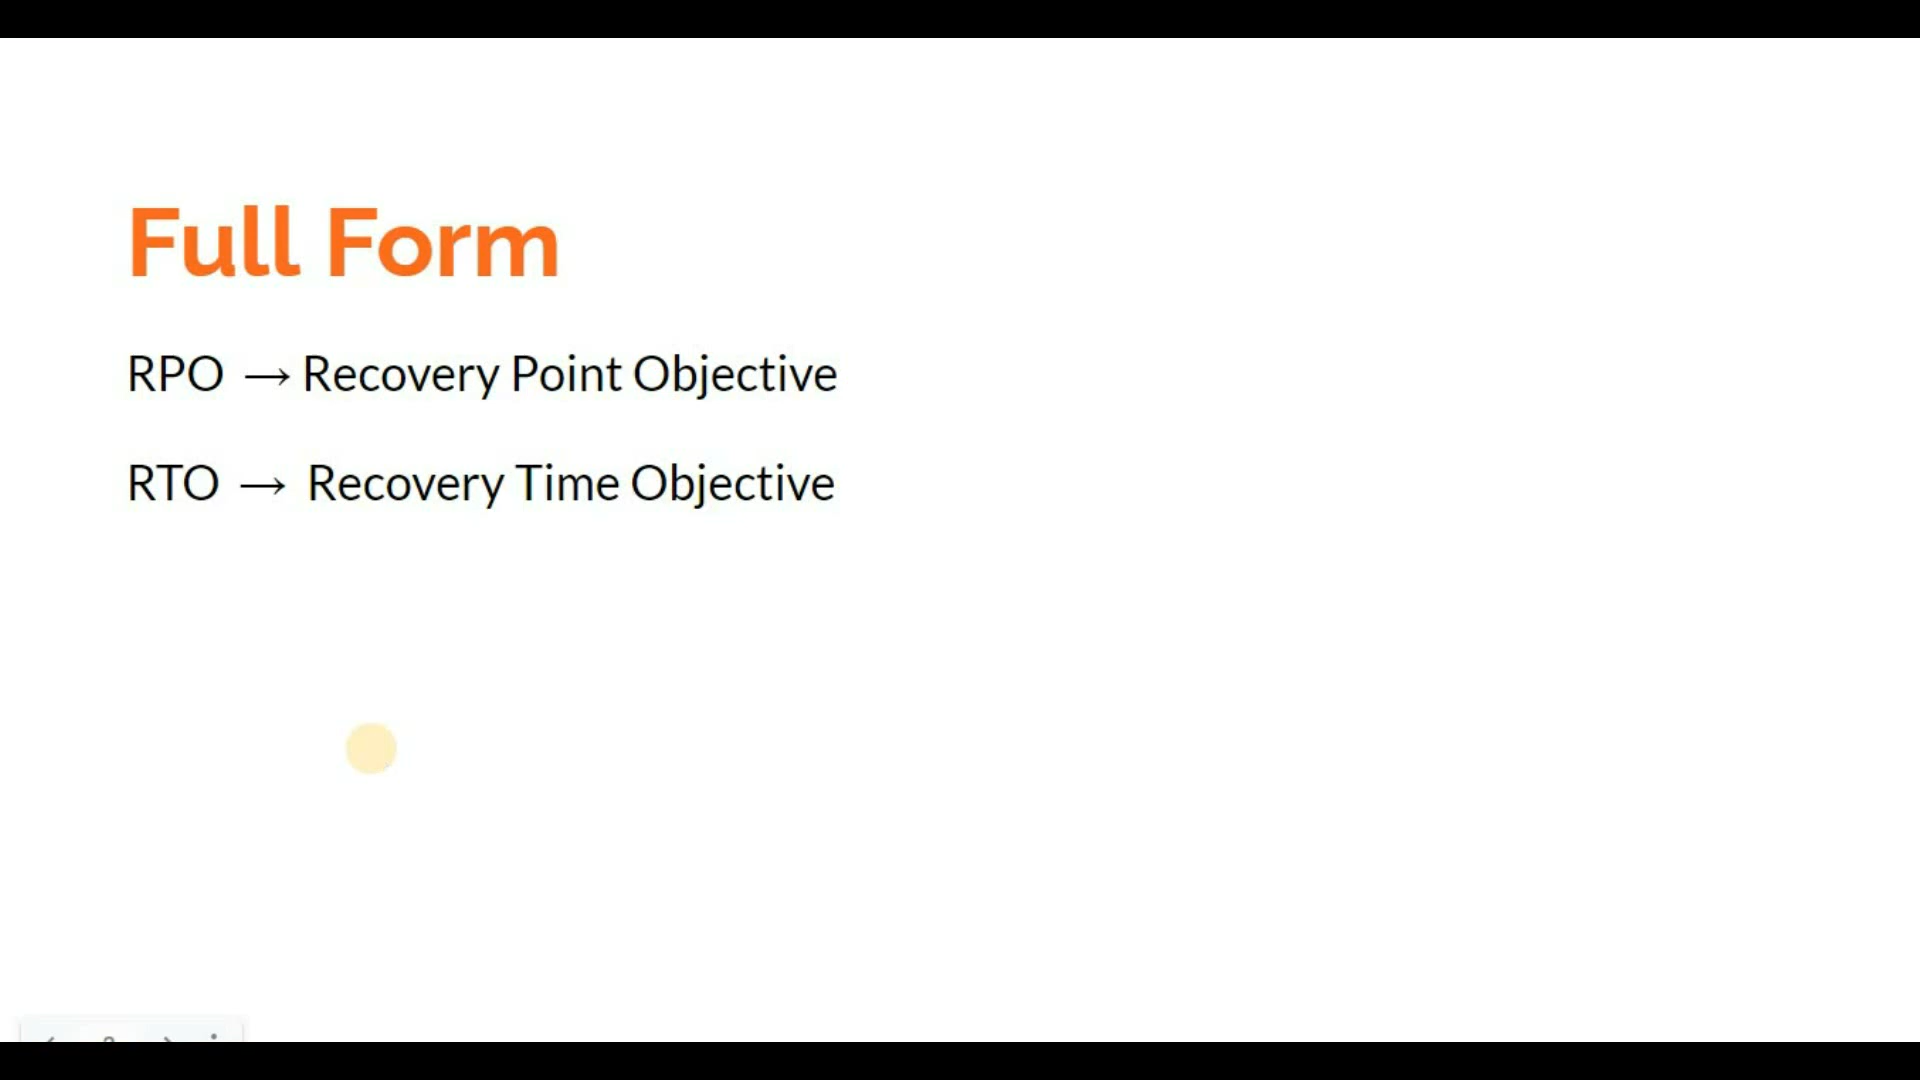 Full Form
RPO → Recovery Point Objective
RTO → Recovery Time Objective